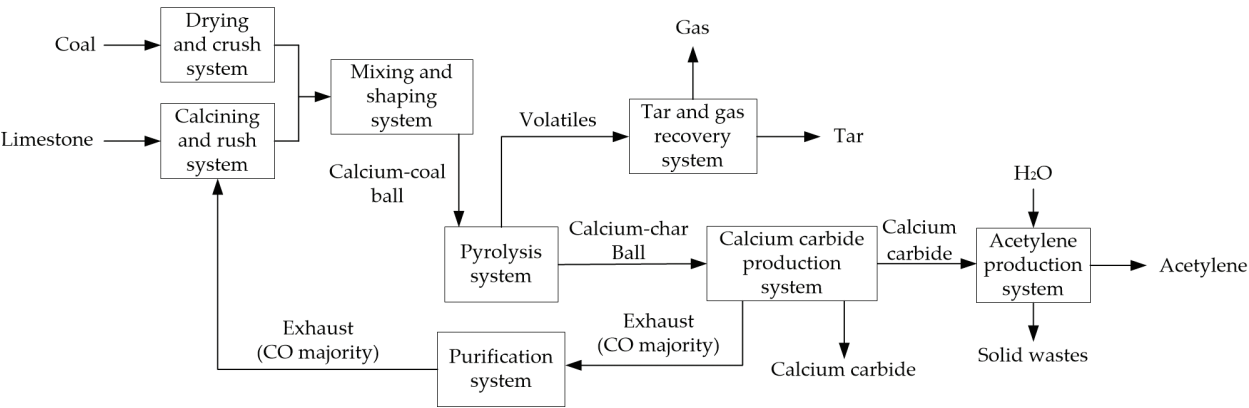 Coal
Drying
and crush
system
Limestone
Calcining
and rush
system
Mixing and
shaping
system
Calcium-coal
ball
Gas
Volatiles
Tar and gas
recovery
system
Tar
Pyrolysis
system
Calcium-char
Ball
Calcium carbide
production
system
Calcium
carbide
H₂O
Acetylene
production
system
Acetylene
Exhaust
(CO majority)
Purification
system
Exhaust
(CO majority)
Calcium carbide
Solid wastes